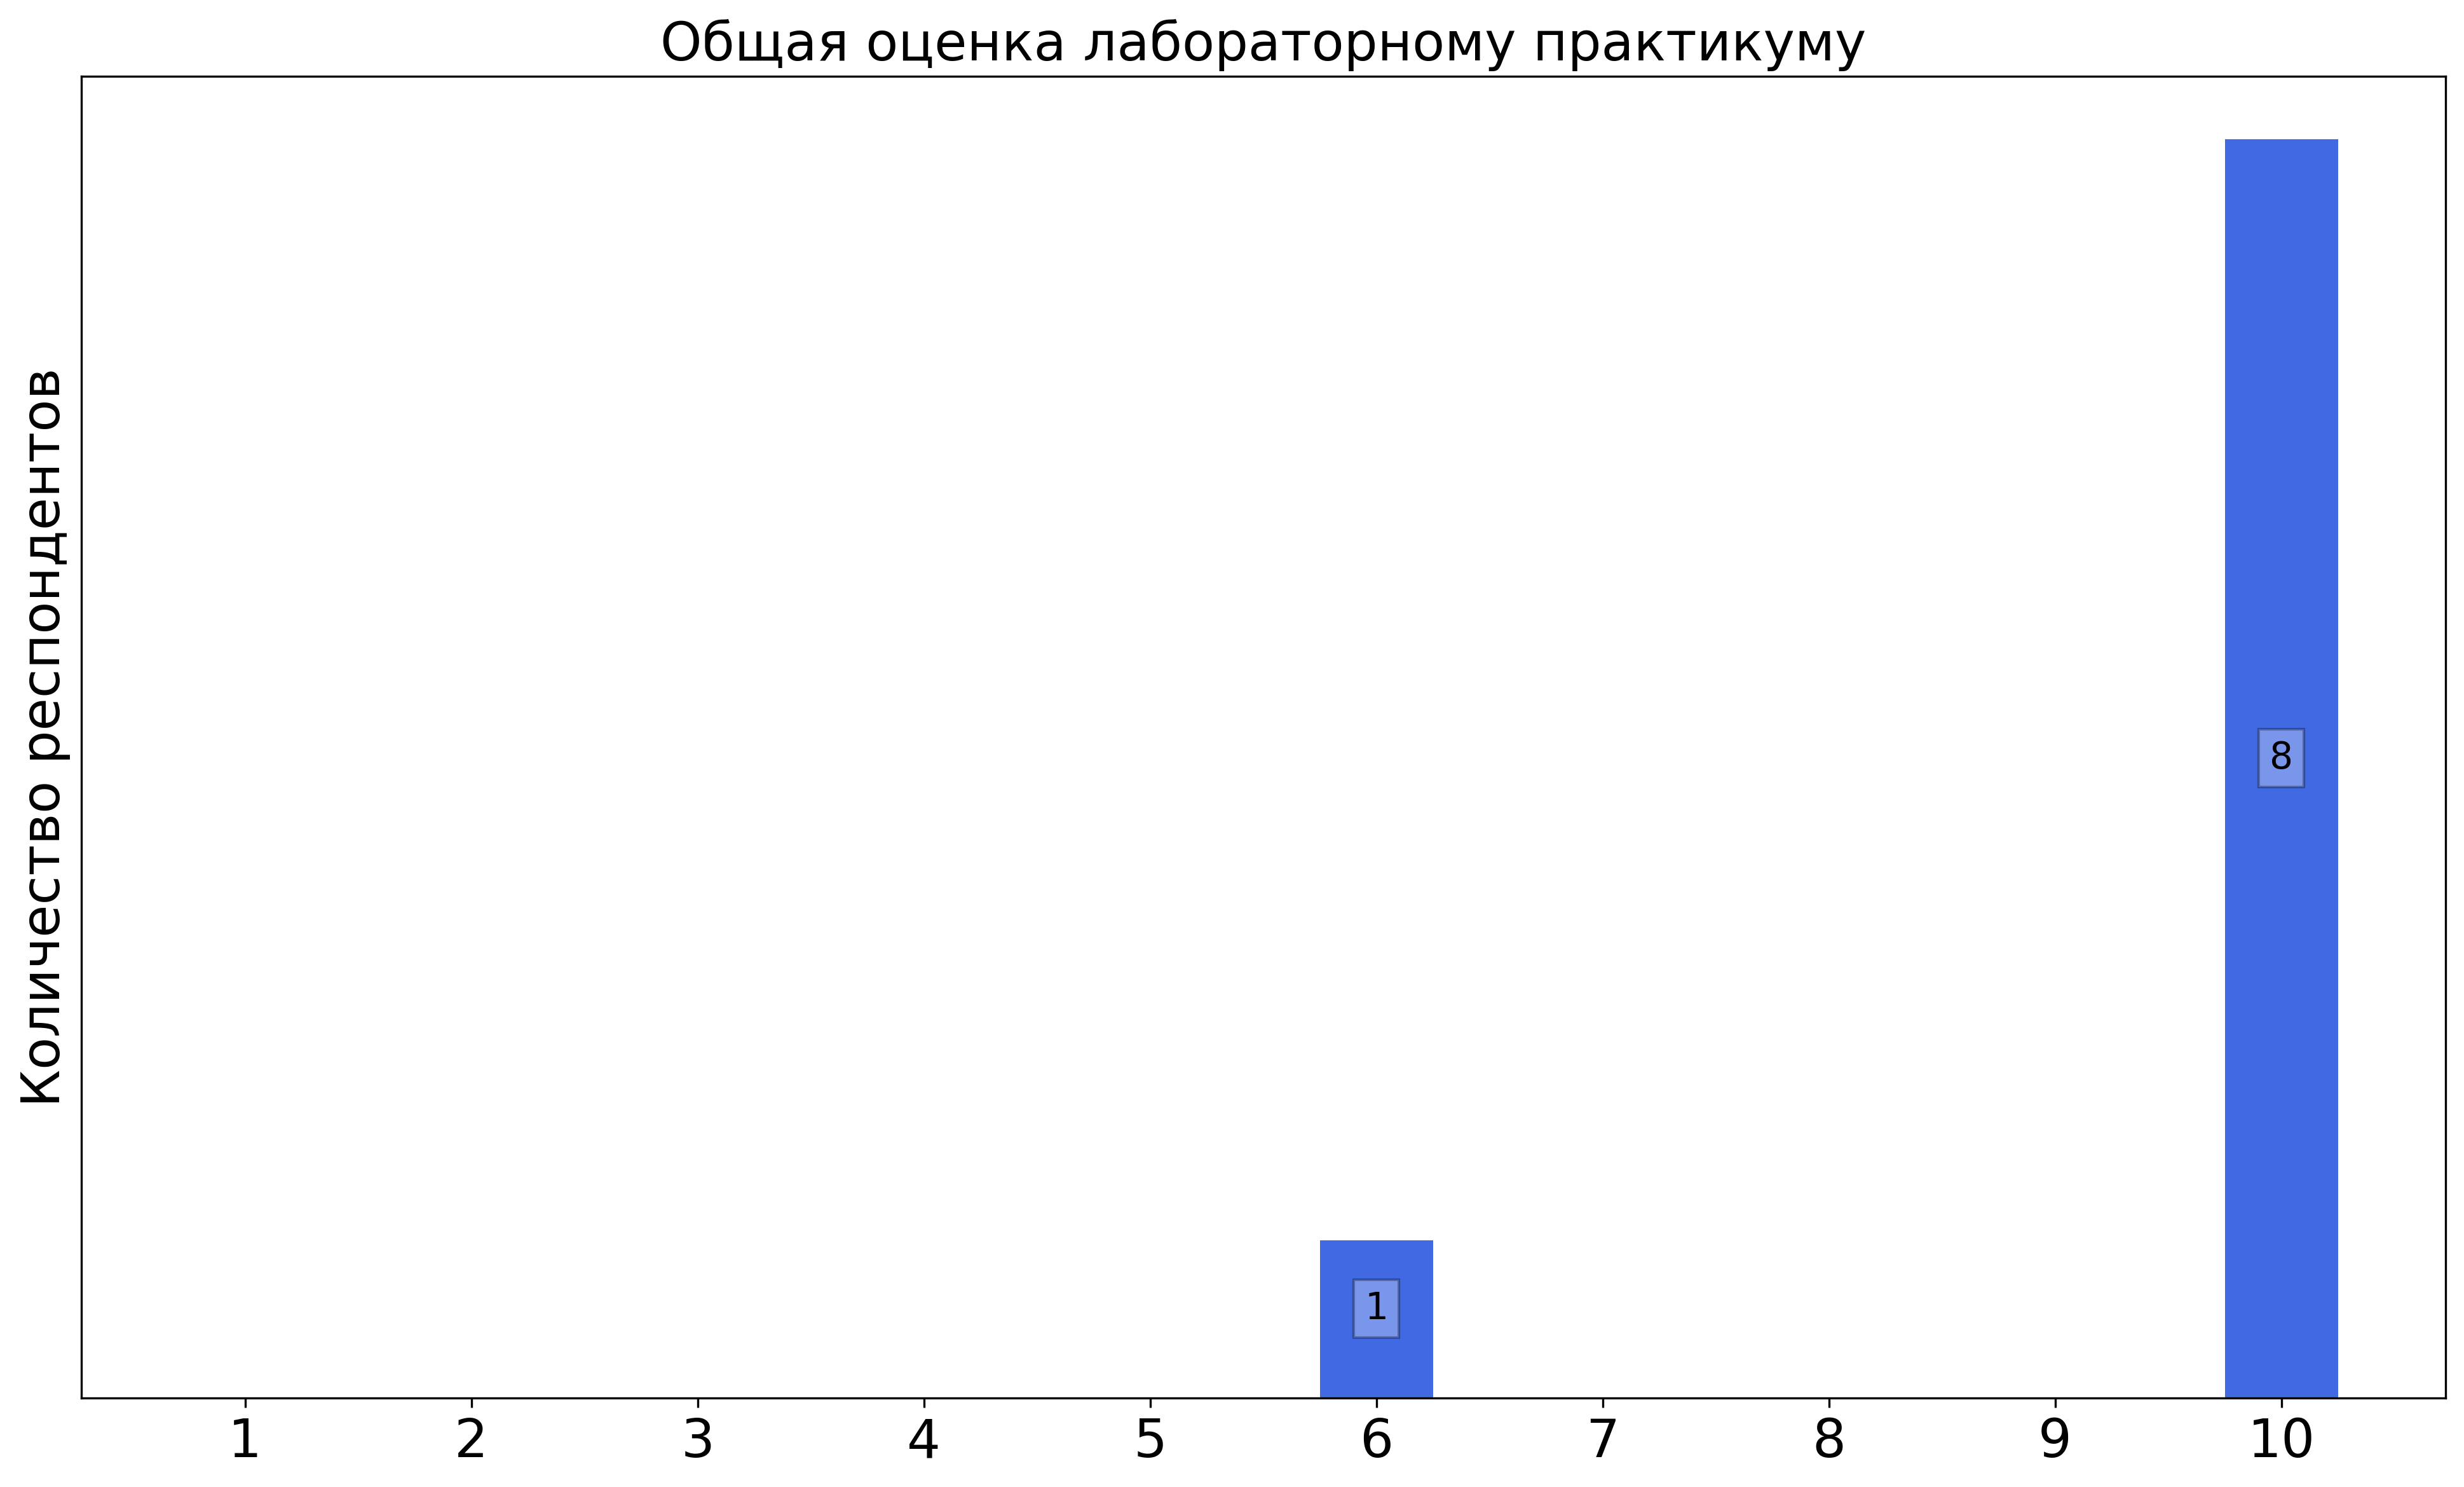 Общая оценка лабораторному практикуму
Количество респондентов
8
1
1 2 3 4 5 6 7 8 9 10